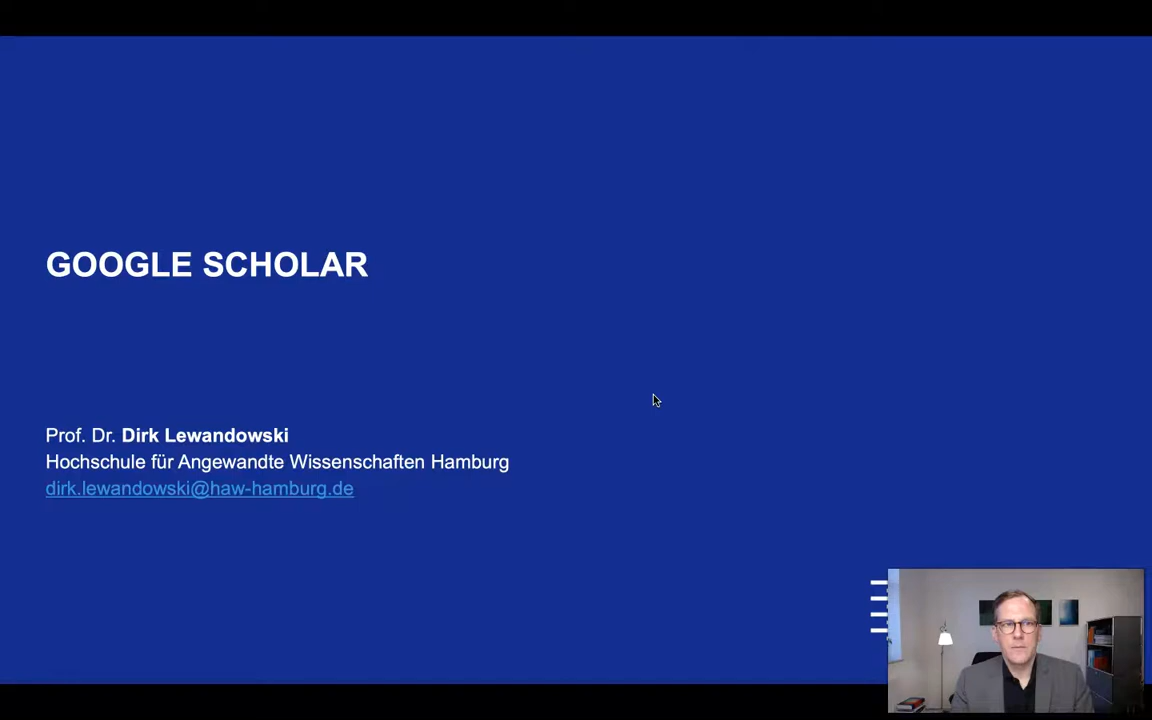 GOOGLE SCHOLAR
Prof. Dr. Dirk Lewandowski
Hochschule für Angewandte Wissenschaften Hamburg
dirk.lewandowski@haw-hamburg.de